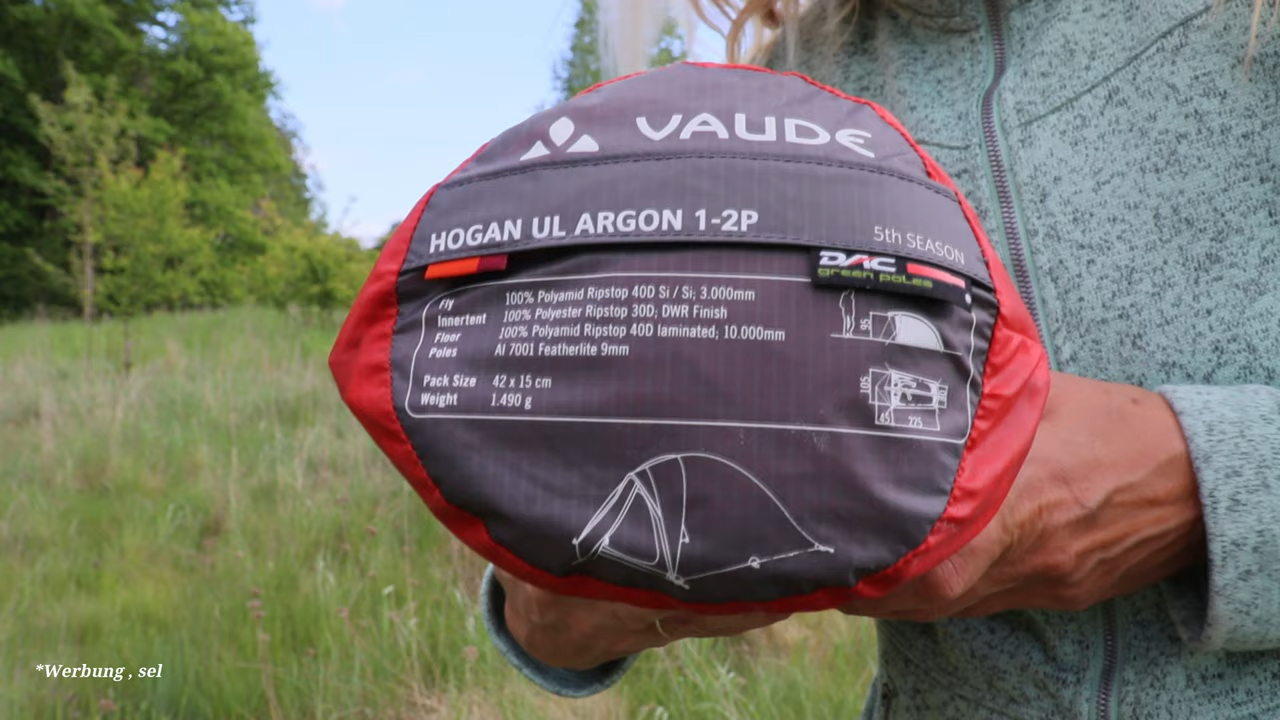 VAUDE
HOGAN UL ARGON 1-2P
5th SEASON
DAC
green poles
Fly 100% Polyamid Ripstop 40D Si / Si; 3.000mm
Innertent 100% Polyester Ripstop 30D; DWR Finish
Floor 100% Polyamid Ripstop 40D laminated; 10.000mm
Poles Al 7001 Featherlite 9mm
Pack Size 42 x 15 cm
Weight 1.490 g
95
105
45 225
*Werbung , sel